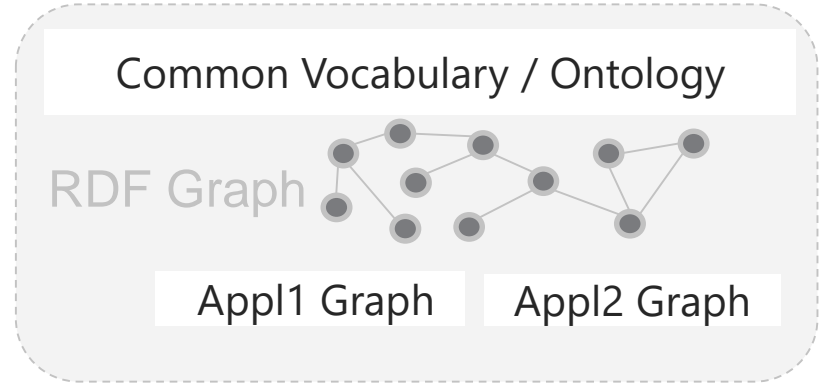 Common Vocabulary / Ontology
RDF Graph
Appl1 Graph
Appl2 Graph